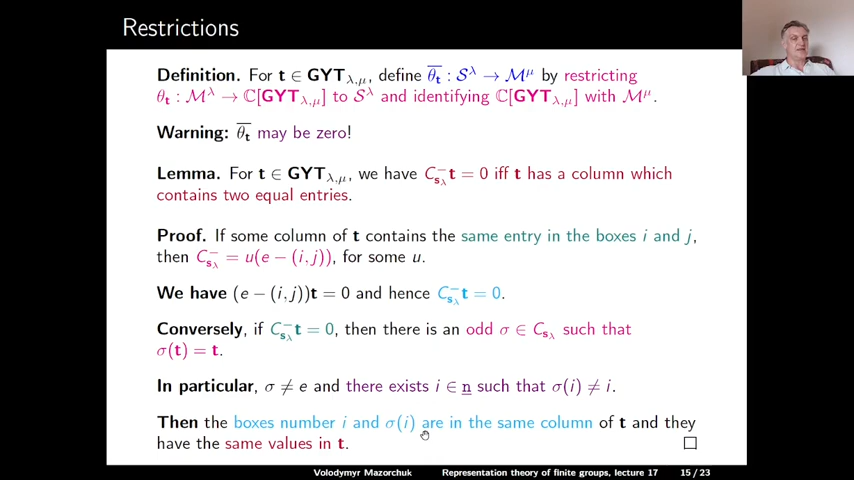 Restrictions
Definition. For t ∈ GYT_{λ,μ}, define \overline{θ_t} : S^λ → M^μ by restricting
θ_t : M^λ → ℂ[GYT_{λ,μ}] to S^λ and identifying ℂ[GYT_{λ,μ}] with M^μ.
Warning: \overline{θ_t} may be zero!
Lemma. For t ∈ GYT_{λ,μ}, we have C^-_{s_λ} t = 0 iff t has a column which
contains two equal entries.
Proof. If some column of t contains the same entry in the boxes i and j,
then C^-_{s_λ} = u(e − (i,j)), for some u.
We have (e − (i,j))t = 0 and hence C^-_{s_λ} t = 0.
Conversely, if C^-_{s_λ} t = 0, then there is an odd σ ∈ C_{s_λ} such that
σ(t) = t.
In particular, σ ≠ e and there exists i ∈ n such that σ(i) ≠ i.
Then the boxes number i and σ(i) are in the same column of t and they
have the same values in t. □
Volodymyr Mazorchuk Representation theory of finite groups, lecture 17 15 / 23